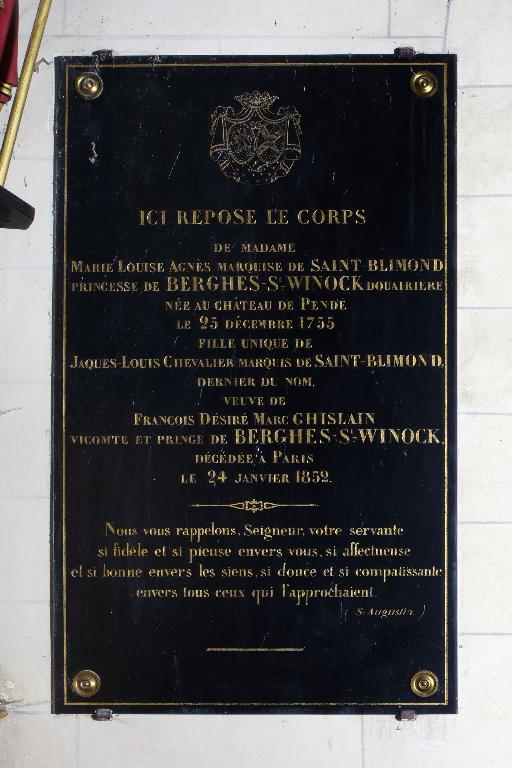 ICI REPOSE LE CORPS
DE MADAME
MARIE LOUISE AGNÈS MARQUISE DE SAINT-BLIMOND
PRINCESSE DE BERGHES-ST-WINOCK DOUAIRIÈRE
NÉE AU CHÂTEAU DE PENDE
LE 25 DÉCEMBRE 1755
FILLE UNIQUE DE
JAQUES-LOUIS CHEVALIER MARQUIS DE SAINT-BLIMOND,
DERNIER DU NOM,
VEUVE DE
FRANÇOIS DÉSIRÉ MARC GHISLAIN
VICOMTE ET PRINCE DE BERGHES-ST-WINOCK,
DÉCÉDÉE À PARIS
LE 24 JANVIER 1832.
Nous vous rappelons, Seigneur, votre servante
si fidèle et si pieuse envers vous, si affectueuse
et si bonne envers les siens, si douce et si compatissante
envers tous ceux qui l'approchaient.
(St Augustin.)